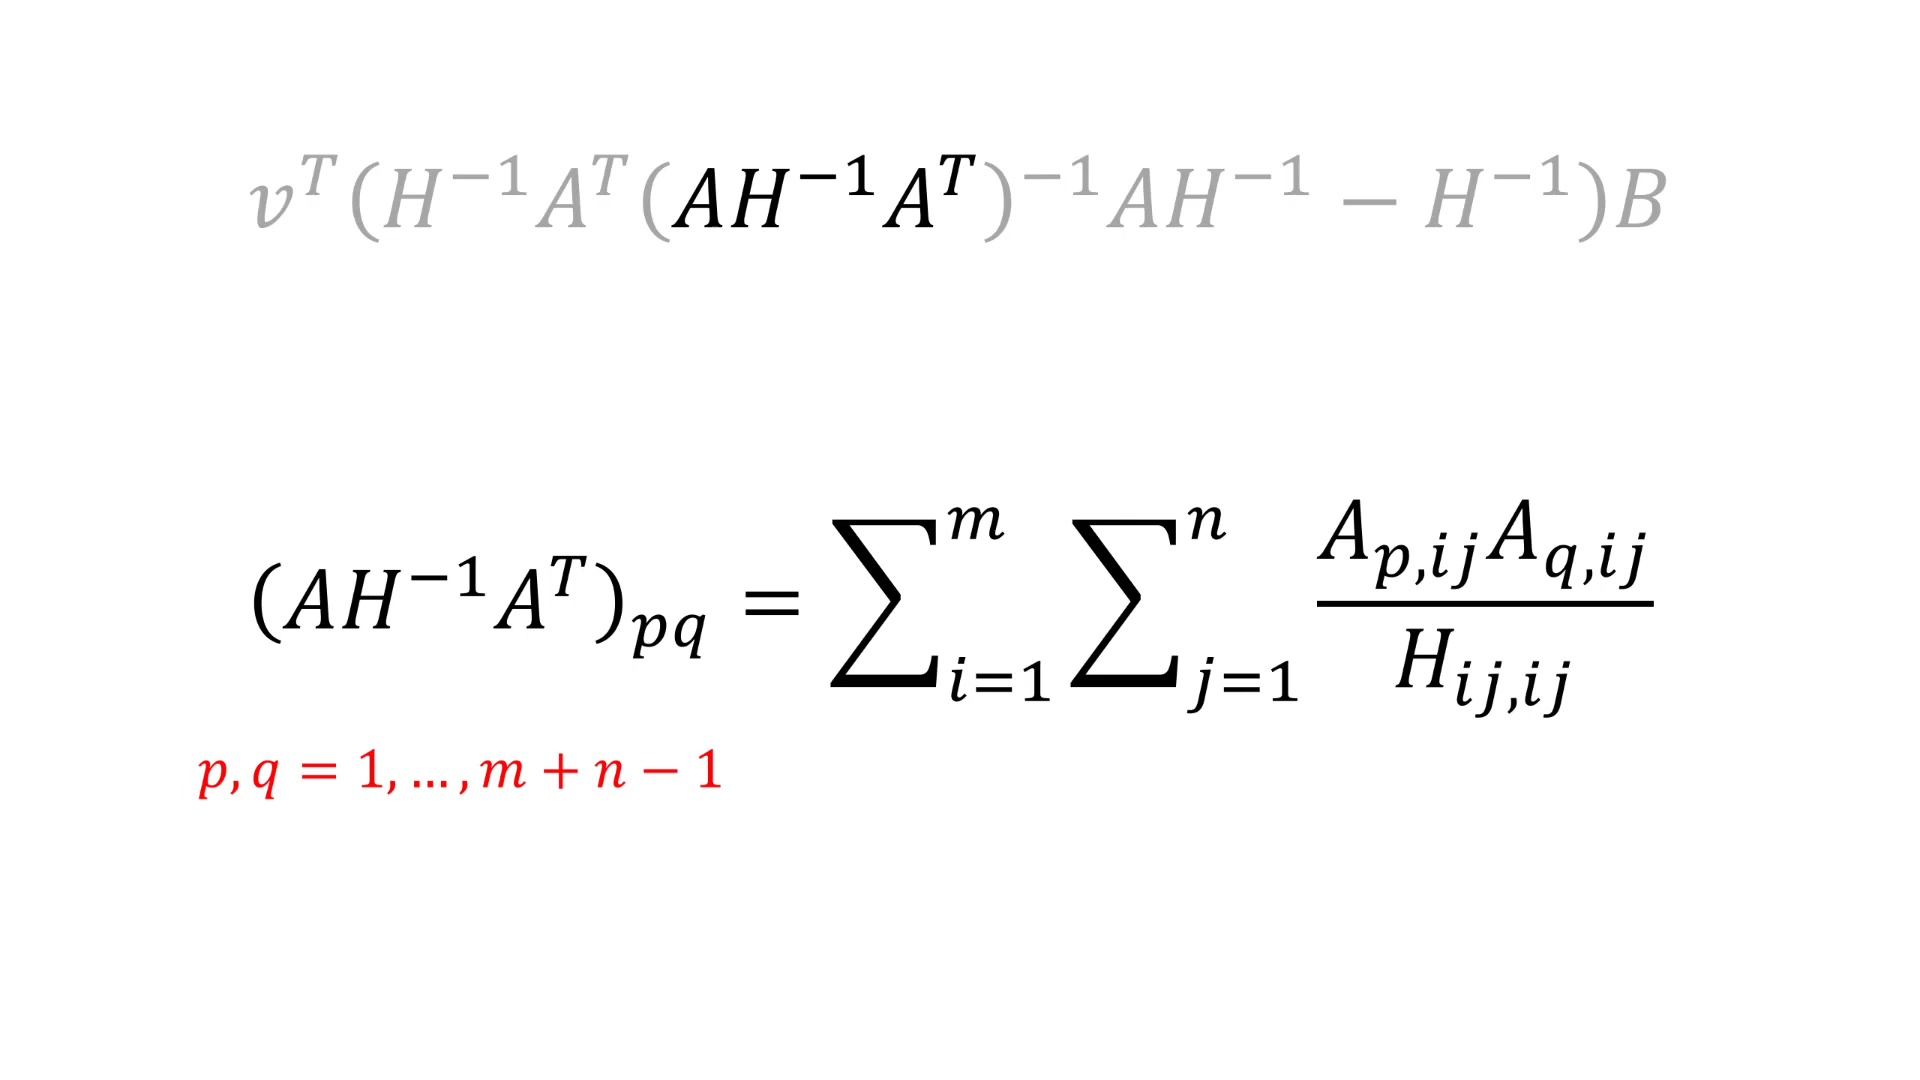 $v^T(H^{-1}A^T(AH^{-1}A^T)^{-1}AH^{-1} - H^{-1})B$
$(AH^{-1}A^T)_{pq} = \sum_{i=1}^{m} \sum_{j=1}^{n} \frac{A_{p,ij}A_{q,ij}}{H_{ij,ij}}$
$p, q = 1, \ldots, m + n - 1$